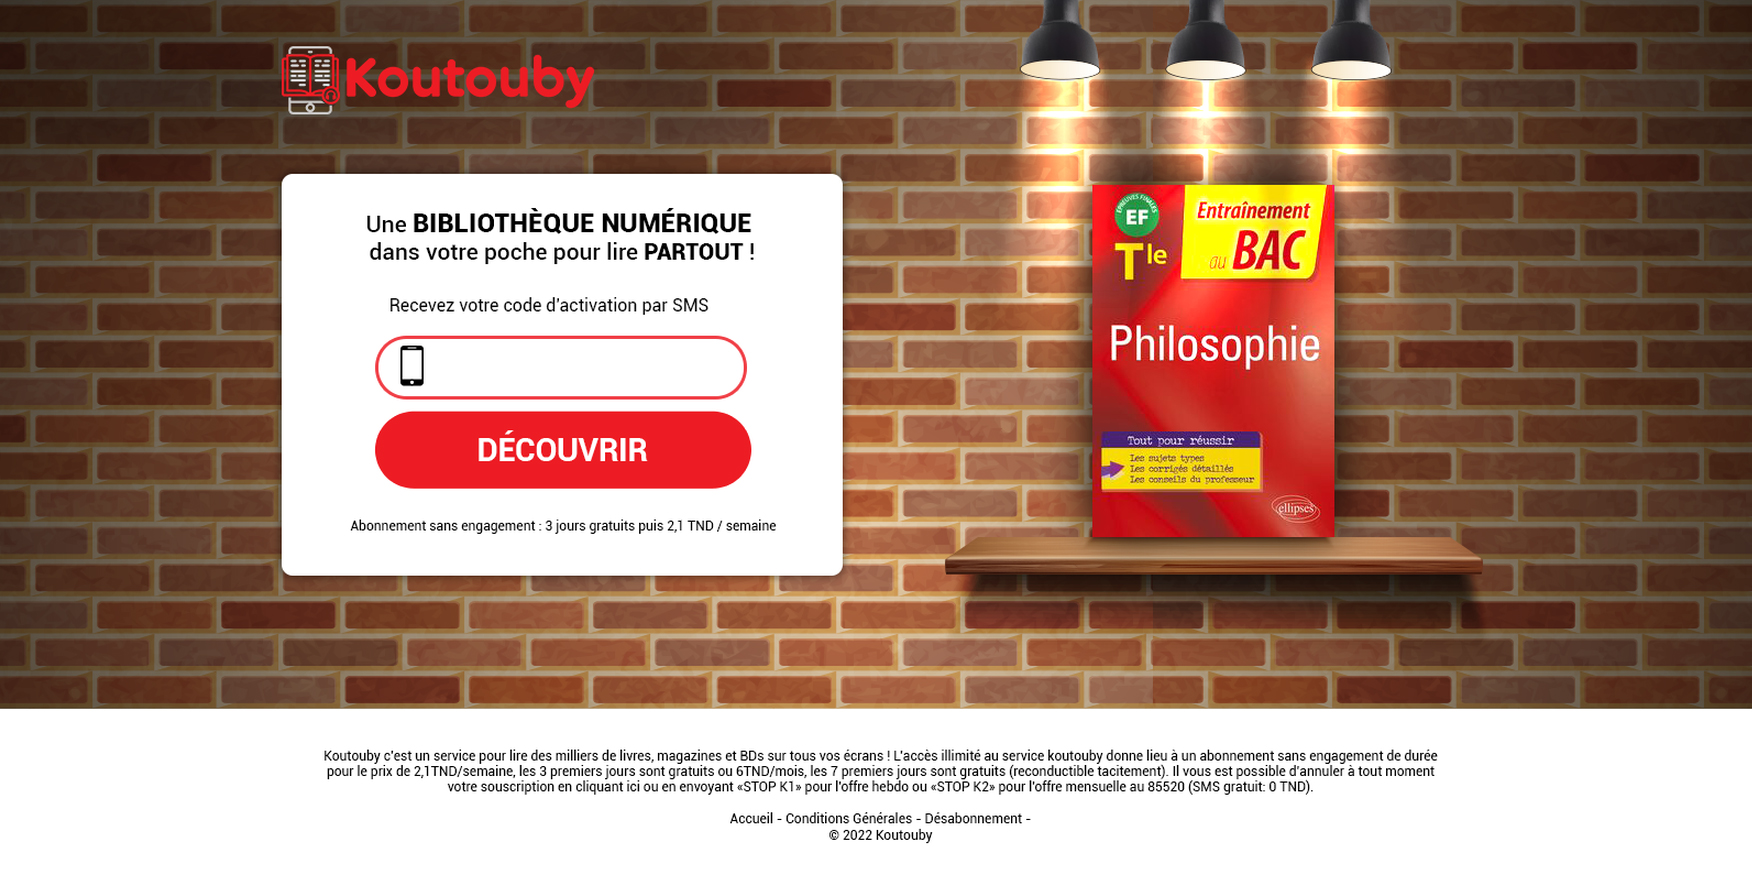 Koutouby
Une BIBLIOTHÈQUE NUMÉRIQUE
dans votre poche pour lire PARTOUT !
Recevez votre code d'activation par SMS
DÉCOUVRIR
Abonnement sans engagement : 3 jours gratuits puis 2,1 TND / semaine
ÉPREUVES FINALES
EF
Tle
Entraînement
au BAC
Philosophie
Tout pour réussir
Les sujets types
Les corrigés détaillés
Les conseils du professeur
ellipses
Koutouby c'est un service pour lire des milliers de livres, magazines et BDs sur tous vos écrans ! L'accès illimité au service koutouby donne lieu à un abonnement sans engagement de durée
pour le prix de 2,1TND/semaine, les 3 premiers jours sont gratuits ou 6TND/mois, les 7 premiers jours sont gratuits (reconductible tacitement). Il vous est possible d'annuler à tout moment
votre souscription en cliquant ici ou en envoyant «STOP K1» pour l'offre hebdo ou «STOP K2» pour l'offre mensuelle au 85520 (SMS gratuit: 0 TND).
Accueil - Conditions Générales - Désabonnement -
© 2022 Koutouby